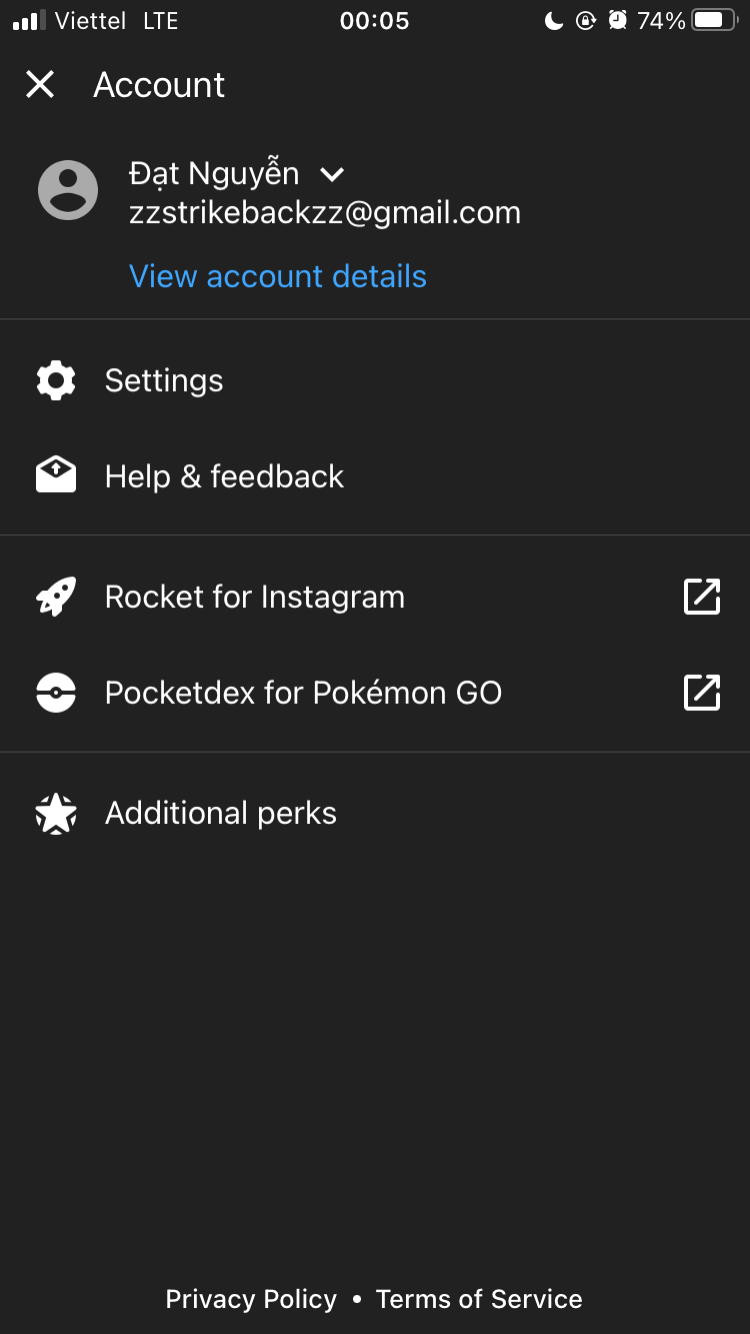 Viettel LTE 00:05 74%
Account
Đạt Nguyễn
zzstrikebackzz@gmail.com
View account details
Settings
Help & feedback
Rocket for Instagram
Pocketdex for Pokémon GO
Additional perks
Privacy Policy • Terms of Service